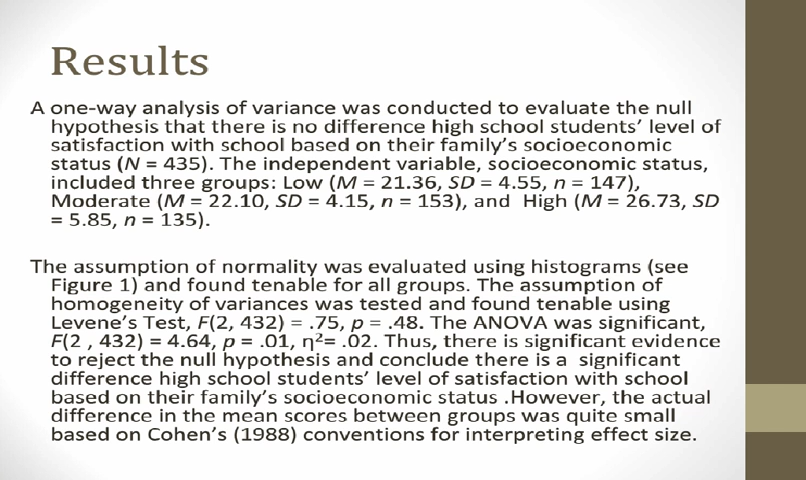 Results
A one-way analysis of variance was conducted to evaluate the null
hypothesis that there is no difference high school students' level of
satisfaction with school based on their family's socioeconomic
status (N = 435). The independent variable, socioeconomic status,
included three groups: Low (M = 21.36, SD = 4.55, n = 147),
Moderate (M = 22.10, SD = 4.15, n = 153), and High (M = 26.73, SD
= 5.85, n = 135).
The assumption of normality was evaluated using histograms (see
Figure 1) and found tenable for all groups. The assumption of
homogeneity of variances was tested and found tenable using
Levene's Test, F(2, 432) = .75, p = .48. The ANOVA was significant,
F(2 , 432) = 4.64, p = .01, η²= .02. Thus, there is significant evidence
to reject the null hypothesis and conclude there is a significant
difference high school students' level of satisfaction with school
based on their family's socioeconomic status .However, the actual
difference in the mean scores between groups was quite small
based on Cohen's (1988) conventions for interpreting effect size.